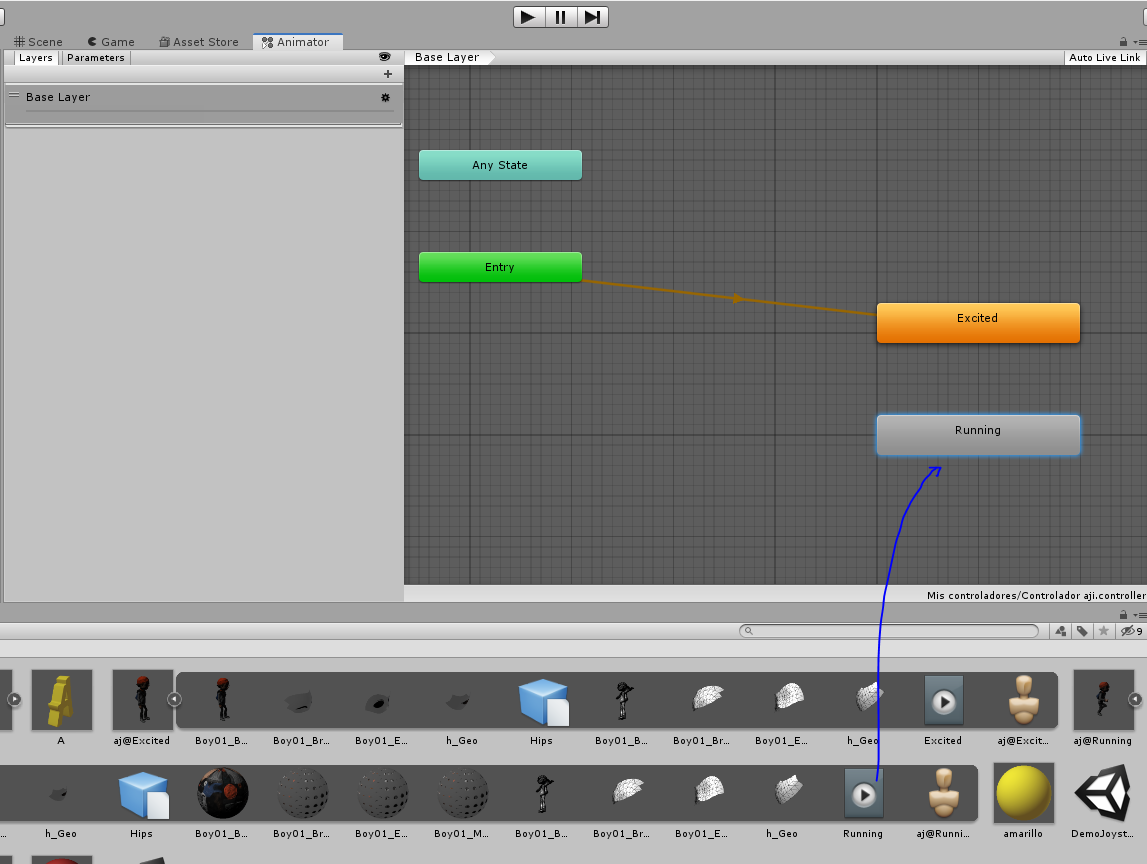 Scene Game Asset Store Animator
Layers Parameters Base Layer Auto Live Link
Base Layer
Any State
Entry
Excited
Running
Mis controladores/Controlador aji.controller
9
A aj@Excited Boy01_B... Boy01_Br... Boy01_E... h_Geo Hips Boy01_B... Boy01_Br... Boy01_E... h_Geo Excited aj@Excit... aj@Running
... h_Geo Hips Boy01_B... Boy01_Br... Boy01_E... Boy01_M... Boy01_B... Boy01_Br... Boy01_E... h_Geo Running aj@Runni... amarillo DemoJoyst...